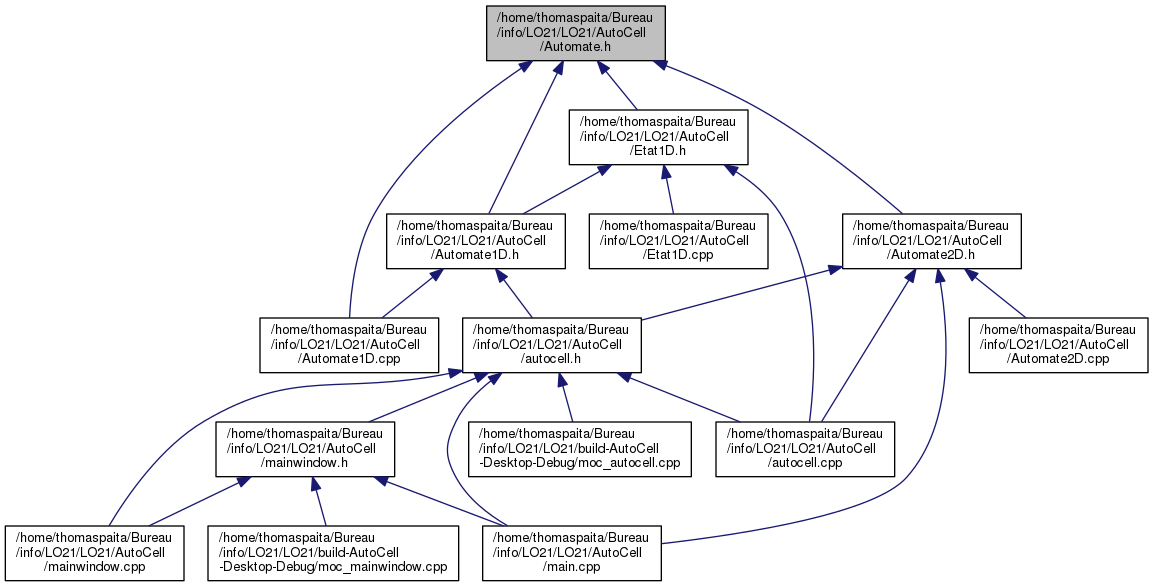 /home/thomaspaita/Bureau
/info/LO21/LO21/AutoCell
/Automate.h
/home/thomaspaita/Bureau
/info/LO21/LO21/AutoCell
/Etat1D.h
/home/thomaspaita/Bureau
/info/LO21/LO21/AutoCell
/Automate1D.h
/home/thomaspaita/Bureau
/info/LO21/LO21/AutoCell
/Etat1D.cpp
/home/thomaspaita/Bureau
/info/LO21/LO21/AutoCell
/Automate2D.h
/home/thomaspaita/Bureau
/info/LO21/LO21/AutoCell
/Automate1D.cpp
/home/thomaspaita/Bureau
/info/LO21/LO21/AutoCell
/autocell.h
/home/thomaspaita/Bureau
/info/LO21/LO21/AutoCell
/Automate2D.cpp
/home/thomaspaita/Bureau
/info/LO21/LO21/AutoCell
/mainwindow.h
/home/thomaspaita/Bureau
/info/LO21/LO21/build-AutoCell
-Desktop-Debug/moc_autocell.cpp
/home/thomaspaita/Bureau
/info/LO21/LO21/AutoCell
/autocell.cpp
/home/thomaspaita/Bureau
/info/LO21/LO21/AutoCell
/mainwindow.cpp
/home/thomaspaita/Bureau
/info/LO21/LO21/build-AutoCell
-Desktop-Debug/moc_mainwindow.cpp
/home/thomaspaita/Bureau
/info/LO21/LO21/AutoCell
/main.cpp